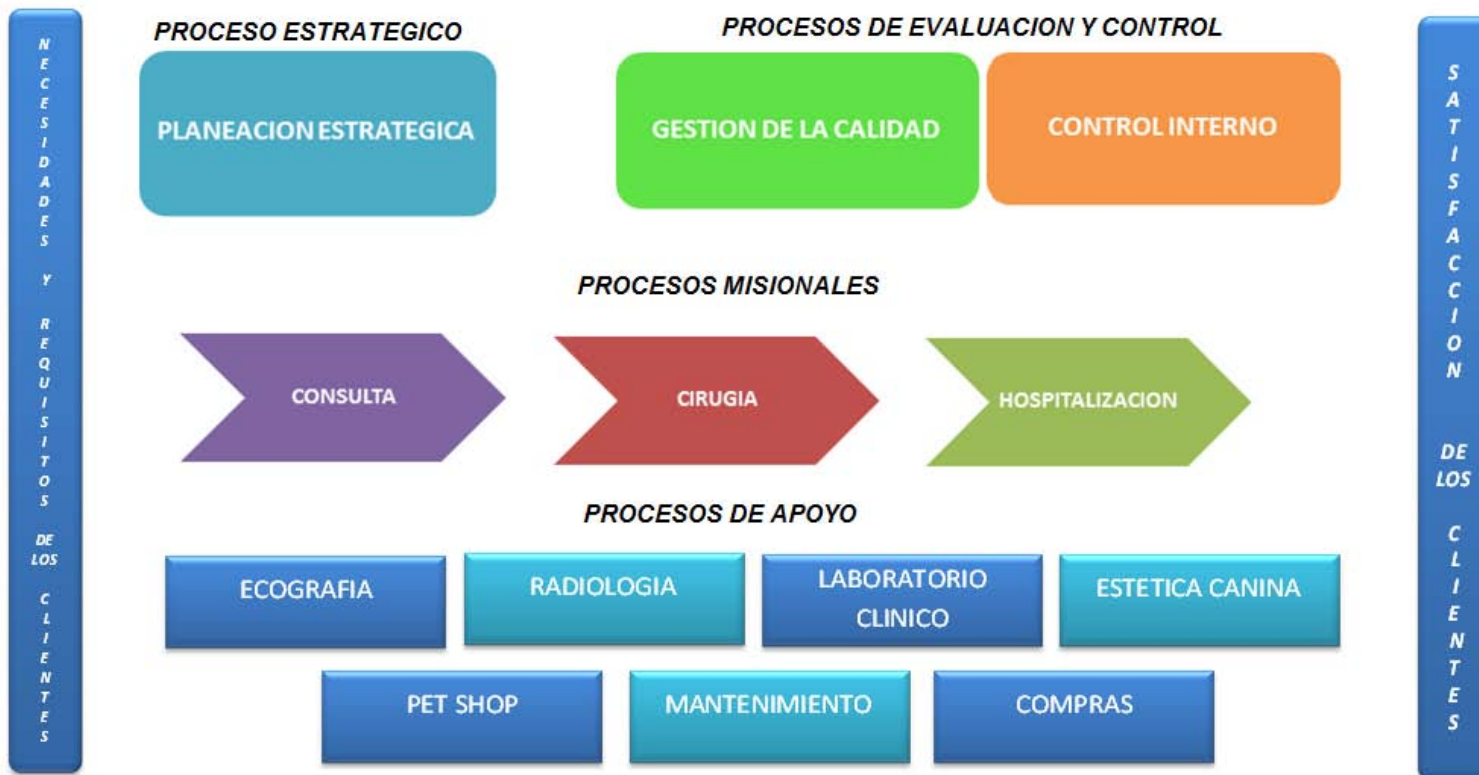 NECESIDADES Y REQUISITOS DE LOS CLIENTES
PROCESO ESTRATEGICO
PROCESOS DE EVALUACION Y CONTROL
PLANEACION ESTRATEGICA
GESTION DE LA CALIDAD
CONTROL INTERNO
PROCESOS MISIONALES
CONSULTA
CIRUGIA
HOSPITALIZACION
PROCESOS DE APOYO
ECOGRAFIA
RADIOLOGIA
LABORATORIO
CLINICO
ESTETICA CANINA
PET SHOP
MANTENIMIENTO
COMPRAS
SATISFACCION DE LOS CLIENTES